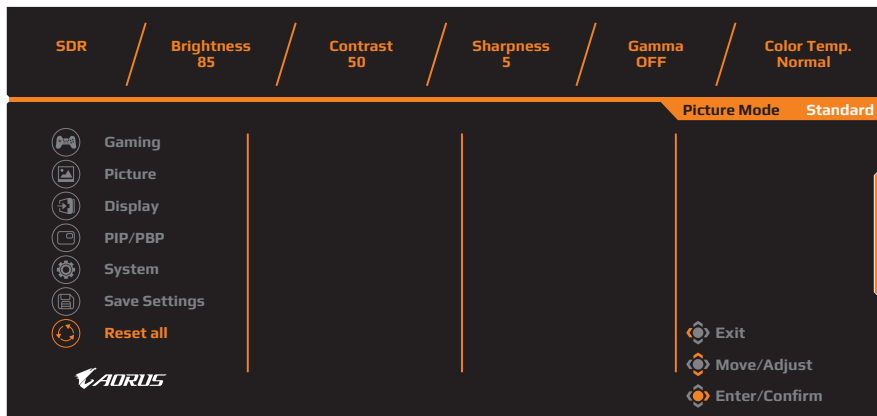 SDR
Brightness
85
Contrast
50
Sharpness
5
Gamma
OFF
Color Temp.
Normal
Picture Mode Standard
Gaming
Picture
Display
PIP/PBP
System
Save Settings
Reset all
AORUS
Exit
Move/Adjust
Enter/Confirm